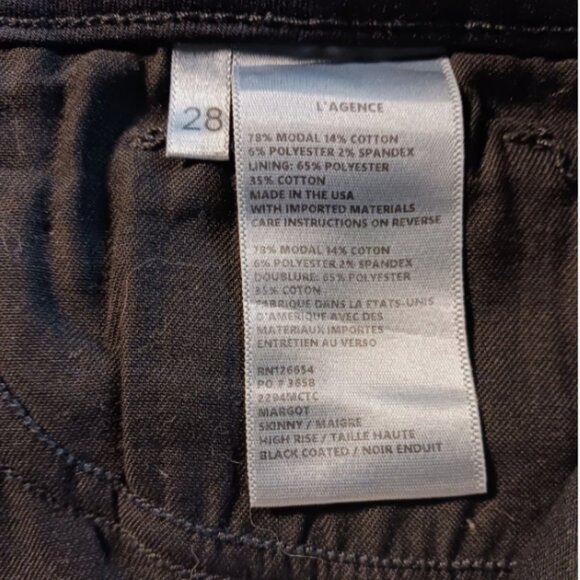 28
L'AGENCE
78% MODAL 14% COTTON
6% POLYESTER 2% SPANDEX
LINING: 65% POLYESTER
35% COTTON
MADE IN THE USA
WITH IMPORTED MATERIALS
CARE INSTRUCTIONS ON REVERSE
78% MODAL 14% COTON
6% POLYESTER 2% SPANDEX
DOUBLURE: 65% POLYESTER
35% COTON
FABRIQUE DANS LA ETATS-UNIS
D'AMERIQUE AVEC DES
MATERIAUX IMPORTES
ENTRETIEN AU VERSO
RN126654
PO # 3658
2294MCTC
MARGOT
SKINNY / MAIGRE
HIGH RISE / TAILLE HAUTE
BLACK COATED / NOIR ENDUIT